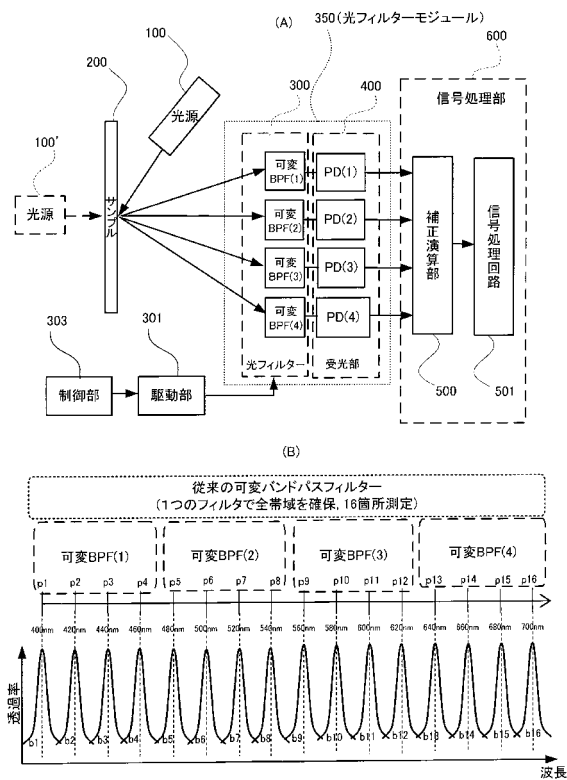 (A)
350(光フィルターモジュール)
100
200
300
400
600
信号処理部
光源
100'
光源
サンプル
可変
BPF(1)
PD(1)
可変
BPF(2)
PD(2)
可変
BPF(3)
PD(3)
可変
BPF(4)
PD(4)
補正演算部
信号処理回路
光フィルター
受光部
500
501
303
301
制御部
駆動部
(B)
従来の可変バンドパスフィルター
(1つのフィルタで全帯域を確保,16箇所測定)
可変BPF(1)
可変BPF(2)
可変BPF(3)
可変BPF(4)
p1 p2 p3 p4 p5 p6 p7 p8 p9 p10 p11 p12 p13 p14 p15 p16
400nm 420nm 440nm 460nm 480nm 500nm 520nm 540nm 560nm 580nm 600nm 620nm 640nm 660nm 680nm 700nm
透過率
b1 b2 b3 b4 b5 b6 b7 b8 b9 b10 b11 b12 b13 b14 b15 b16
波長